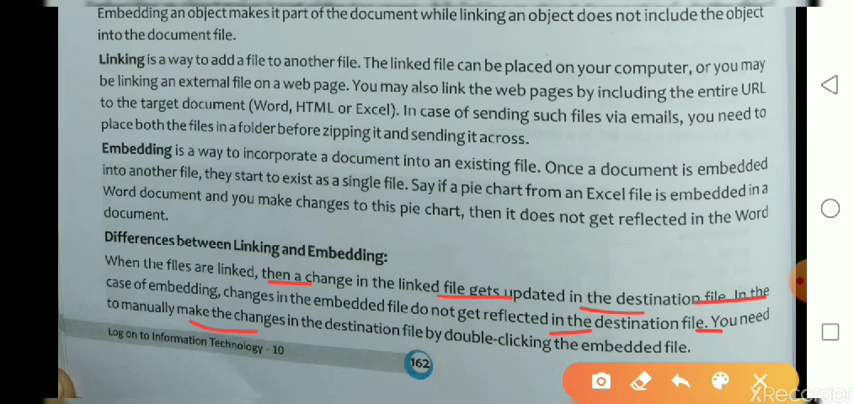 Embedding an object makes it part of the document while linking an object does not include the object
into the document file.
Linking is a way to add a file to another file. The linked file can be placed on your computer, or you may
be linking an external file on a web page. You may also link the web pages by including the entire URL
to the target document (Word, HTML or Excel). In case of sending such files via emails, you need to
place both the files in a folder before zipping it and sending it across.
Embedding is a way to incorporate a document into an existing file. Once a document is embedded
into another file, they start to exist as a single file. Say if a pie chart from an Excel file is embedded in a
Word document and you make changes to this pie chart, then it does not get reflected in the Word
document.
Differences between Linking and Embedding:
When the files are linked, then a change in the linked file gets updated in the destination file. In the
case of embedding, changes in the embedded file do not get reflected in the destination file. You need
to manually make the changes in the destination file by double-clicking the embedded file.
Log on to Information Technology - 10
162
XRecorder